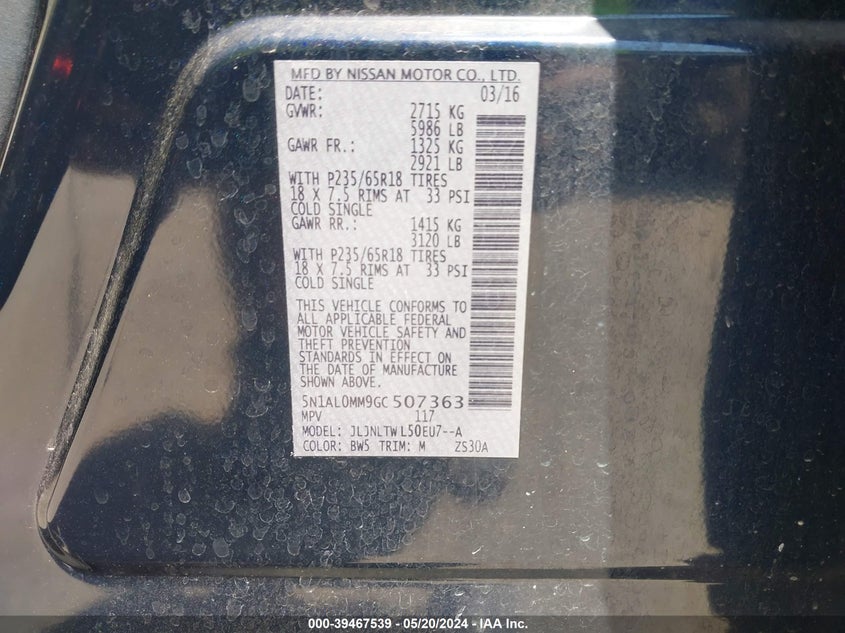 MFD BY NISSAN MOTOR CO., LTD.
DATE: 03/16
GVWR: 2715 KG
5986 LB
GAWR FR.: 1325 KG
2921 LB
WITH P235/65R18 TIRES
18 X 7.5 RIMS AT 33 PSI
COLD SINGLE
GAWR RR.: 1415 KG
3120 LB
WITH P235/65R18 TIRES
18 X 7.5 RIMS AT 33 PSI
COLD SINGLE
THIS VEHICLE CONFORMS TO
ALL APPLICABLE FEDERAL
MOTOR VEHICLE SAFETY AND
THEFT PREVENTION
STANDARDS IN EFFECT ON
THE DATE OF MANUFACTURE
SHOWN ABOVE.
5N1AL0MM9GC507363
MPV 117
MODEL: JLJNLTWL50EU7--A
COLOR: BW5 TRIM: M ZS30A
000-39467539 - 05/20/2024 - IAA Inc.